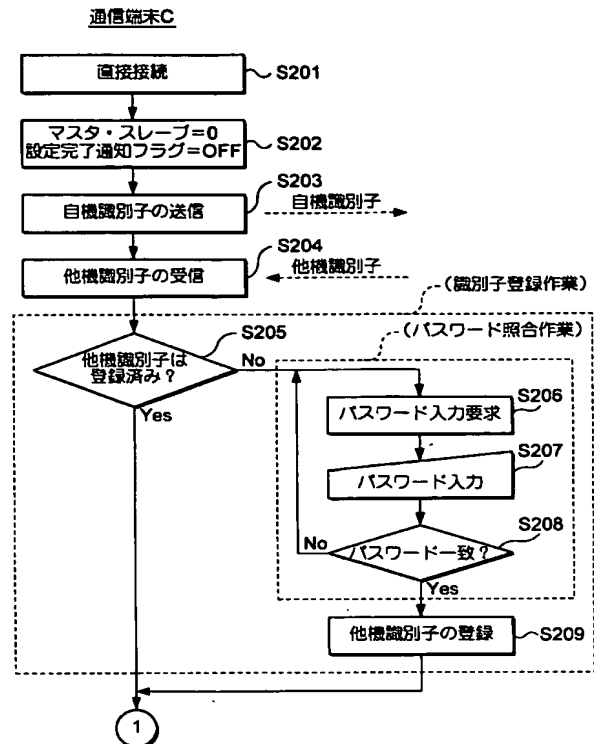 通信端末C
直接接続
S201
マスタ・スレーブ=0
設定完了通知フラグ=OFF
S202
自機識別子の送信
S203
自機識別子
他機識別子の受信
S204
他機識別子
(識別子登録作業)
他機識別子は
登録済み?
S205
No
Yes
(パスワード照合作業)
パスワード入力要求
S206
パスワード入力
S207
パスワード一致?
S208
No
Yes
他機識別子の登録
S209
1